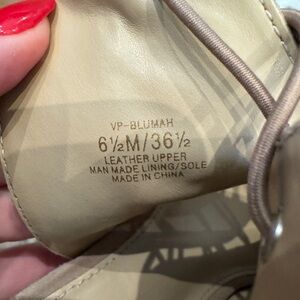 VP-BLUMAH
6½M/36½
LEATHER UPPER
MAN MADE LINING/SOLE
MADE IN CHINA